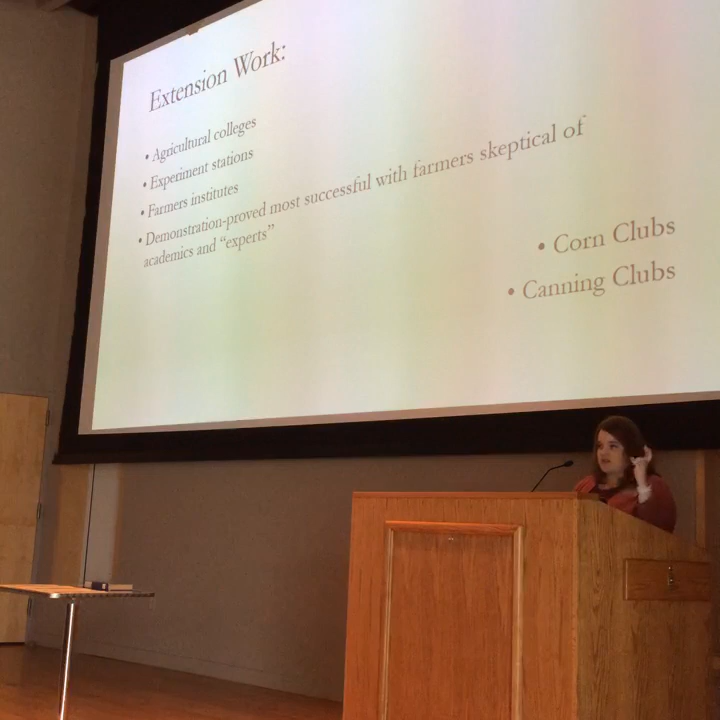 Extension Work:
• Agricultural colleges
• Experiment stations
• Farmers institutes
• Demonstration-proved most successful with farmers skeptical of
academics and “experts”
• Corn Clubs
• Canning Clubs